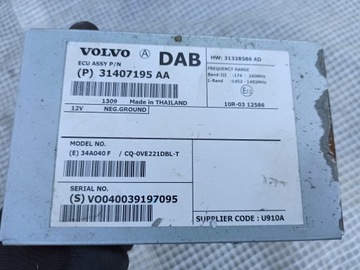 VOLVO Ⓐ DAB
HW: 31328586 AD
ECU ASSY P/N
(P) 31407195 AA
FREQUENCY RANGE
Band-III :174 - 240MHz
L-Band :1452 - 1492MHz
1309 Made in THAILAND
10R-03 12586
12V NEG.GROUND
MODEL NO.
(E) 34A040 F / CQ-0VE221DBL-T
SERIAL NO.
(S) VO040039197095
SUPPLIER CODE : U910A